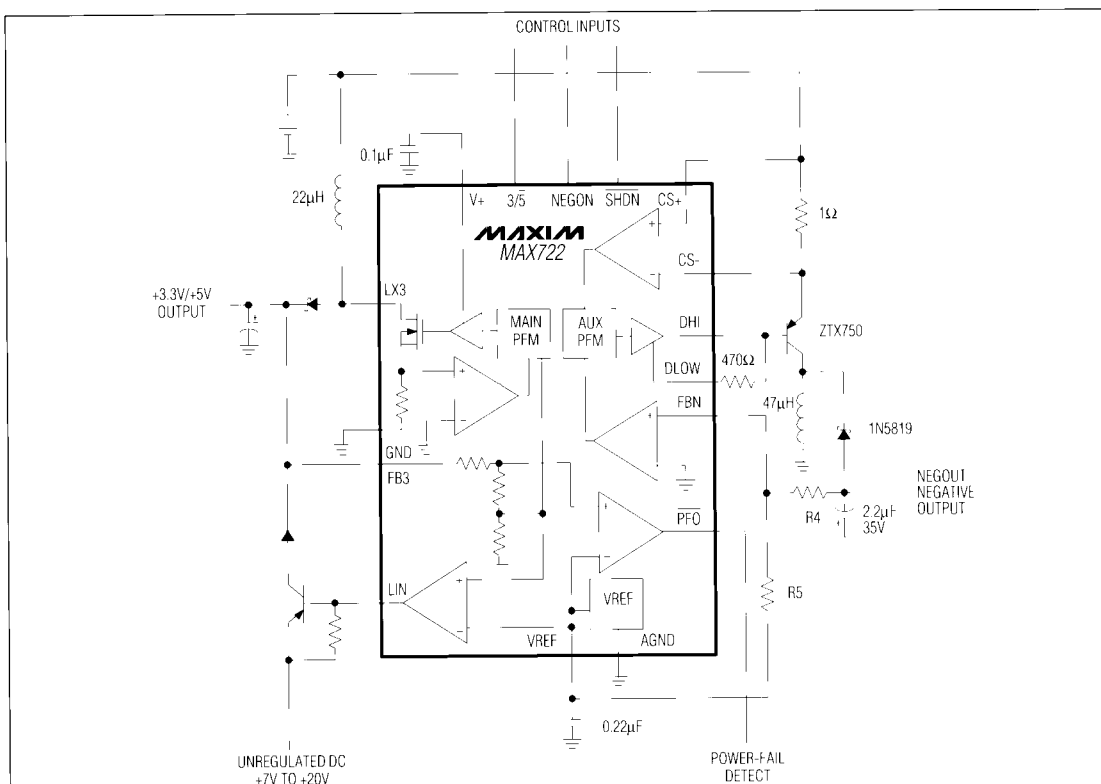 CONTROL INPUTS
0.1µF
22µH
V+ 3/5̅ NEGON S̅H̅D̅N̅ CS+
1Ω
MAXIM
MAX722
CS-
+3.3V/+5V
OUTPUT
LX3
MAIN
PFM
AUX
PFM
DHI
ZTX750
470Ω
DLOW
47µH
FBN
1N5819
GND
FB3
NEGOUT
NEGATIVE
OUTPUT
R4
2.2µF
35V
P̅F̅O̅
LIN
VREF
R5
VREF
AGND
0.22µF
UNREGULATED DC
+7V TO +20V
POWER-FAIL
DETECT